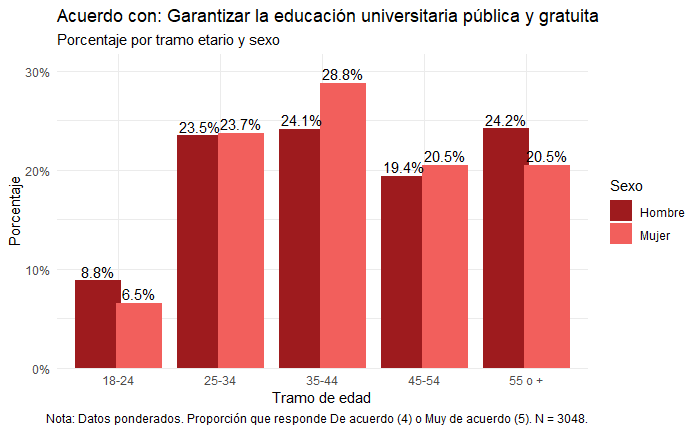 Acuerdo con: Garantizar la educación universitaria pública y gratuita
Porcentaje por tramo etario y sexo
30%
20%
10%
0%
Porcentaje
8.8%
6.5%
23.5%
23.7%
24.1%
28.8%
19.4%
20.5%
24.2%
20.5%
18-24
25-34
35-44
45-54
55 o +
Tramo de edad
Sexo
Hombre
Mujer
Nota: Datos ponderados. Proporción que responde De acuerdo (4) o Muy de acuerdo (5). N = 3048.